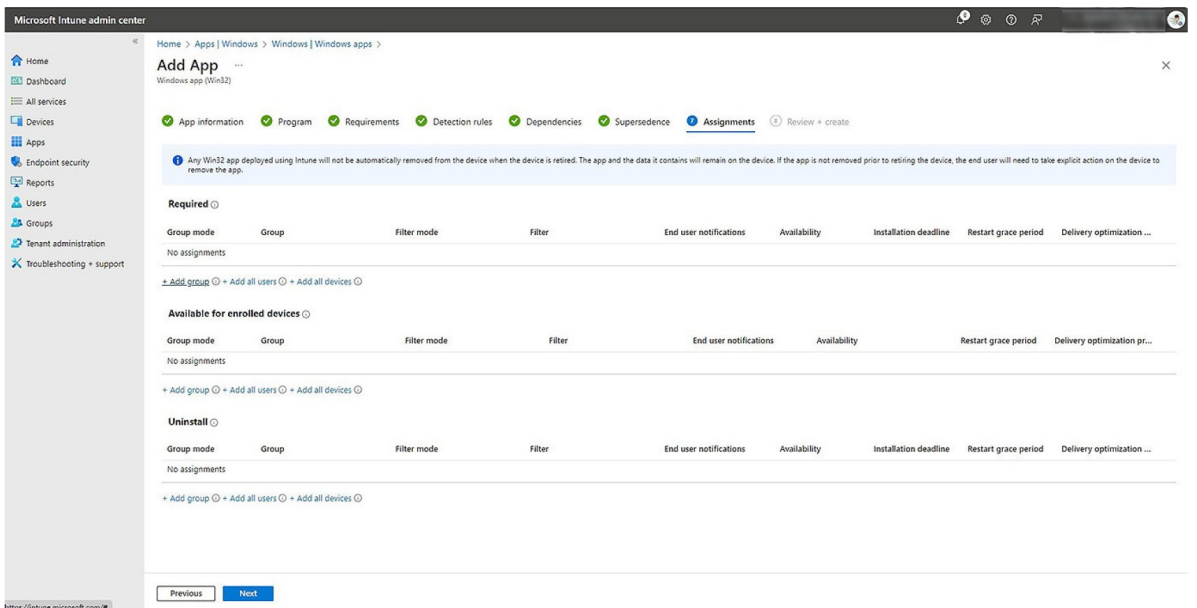 Microsoft Intune admin center
Home > Apps | Windows > Windows | Windows apps >
Add App ...
Windows app (Win32)
Home
Dashboard
All services
Devices
Apps
Endpoint security
Reports
Users
Groups
Tenant administration
Troubleshooting + support
App information Program Requirements Detection rules Dependencies Supersedence 7 Assignments 8 Review + create
Any Win32 app deployed using Intune will not be automatically removed from the device when the device is retired. The app and the data it contains will remain on the device. If the app is not removed prior to retiring the device, the end user will need to take explicit action on the device to
remove the app.
Required
Group mode Group Filter mode Filter End user notifications Availability Installation deadline Restart grace period Delivery optimization ...
No assignments
+ Add group + Add all users + Add all devices
Available for enrolled devices
Group mode Group Filter mode Filter End user notifications Availability Restart grace period Delivery optimization pr...
No assignments
+ Add group + Add all users + Add all devices
Uninstall
Group mode Group Filter mode Filter End user notifications Availability Installation deadline Restart grace period Delivery optimization ...
No assignments
+ Add group + Add all users + Add all devices
Previous Next
https://intune.microsoft.com/#